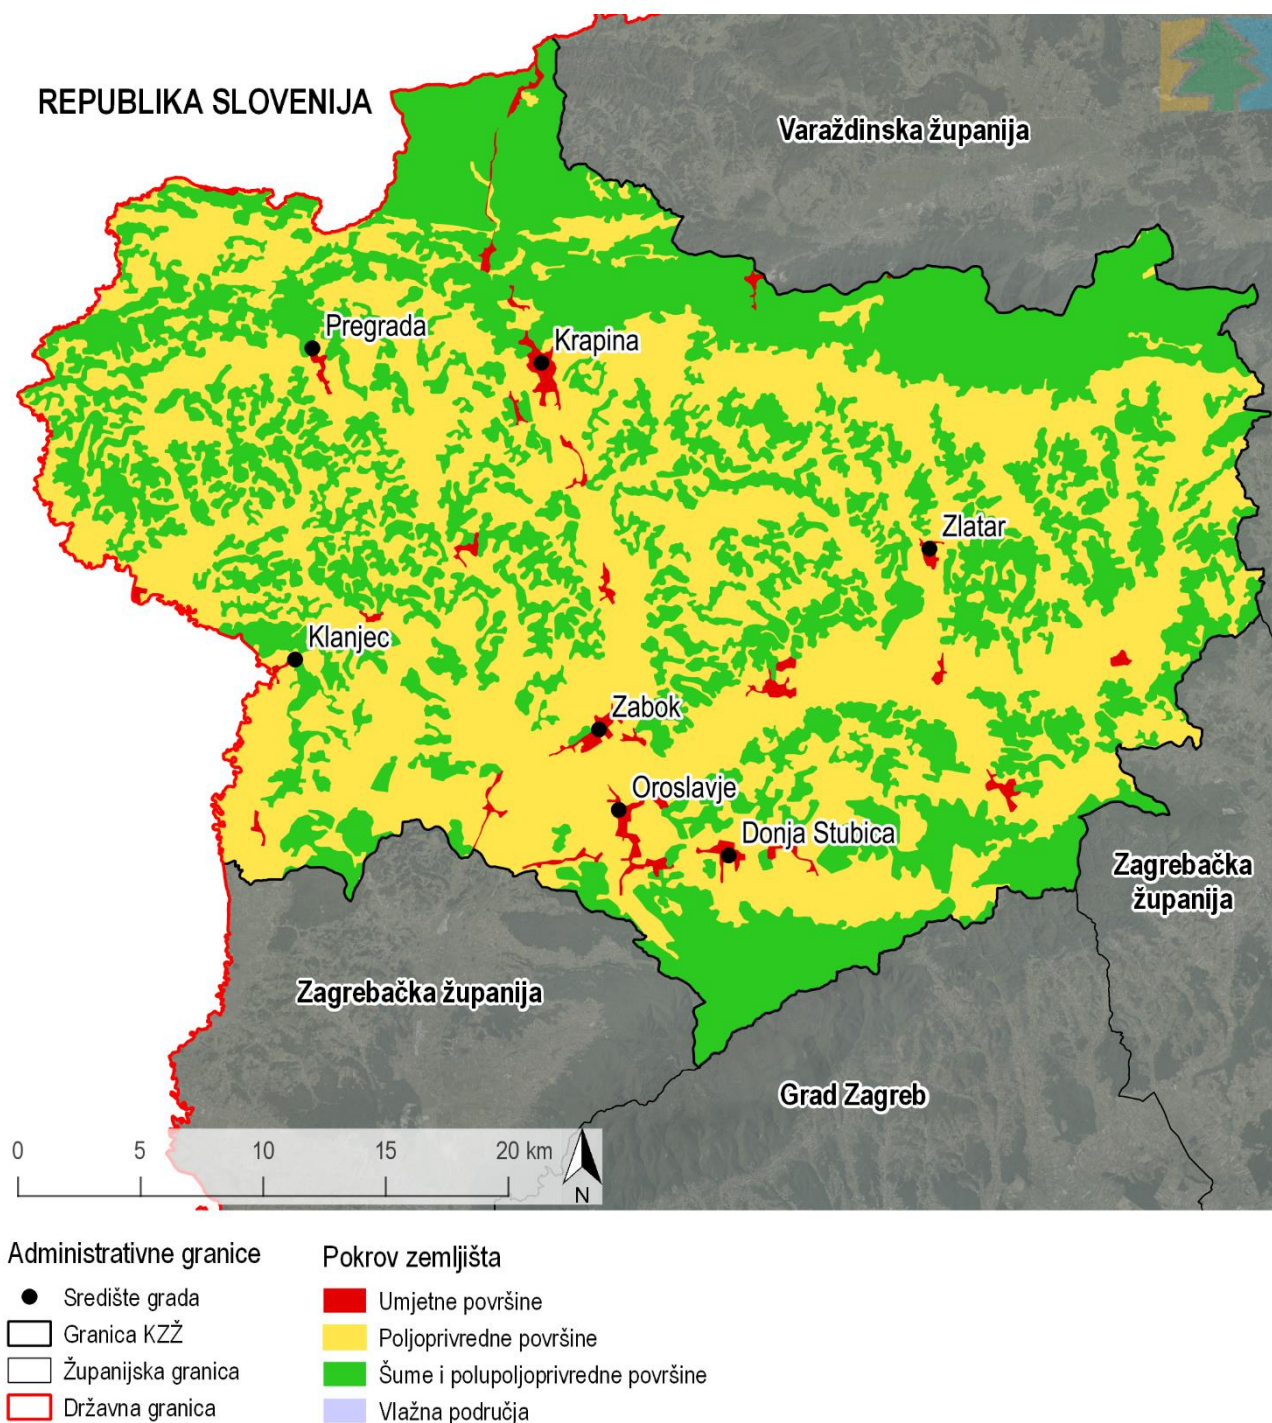 REPUBLIKA SLOVENIJA
Varaždinska županija
Pregrada
Krapina
Zlatar
Klanjec
Zabok
Oroslavje
Donja Stubica
Zagrebačka
županija
Zagrebačka županija
Grad Zagreb
0 5 10 15 20 km
N
Administrativne granice
Središte grada
Granica KZŽ
Županijska granica
Državna granica
Pokrov zemljišta
Umjetne površine
Poljoprivredne površine
Šume i polupoljoprivredne površine
Vlažna područja